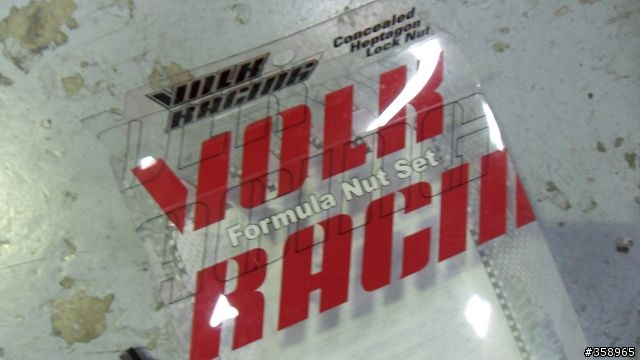 VOLK
RACING
Concealed
Heptagon
Lock Nut
VOLK
Formula Nut Set
RACIN
#358965